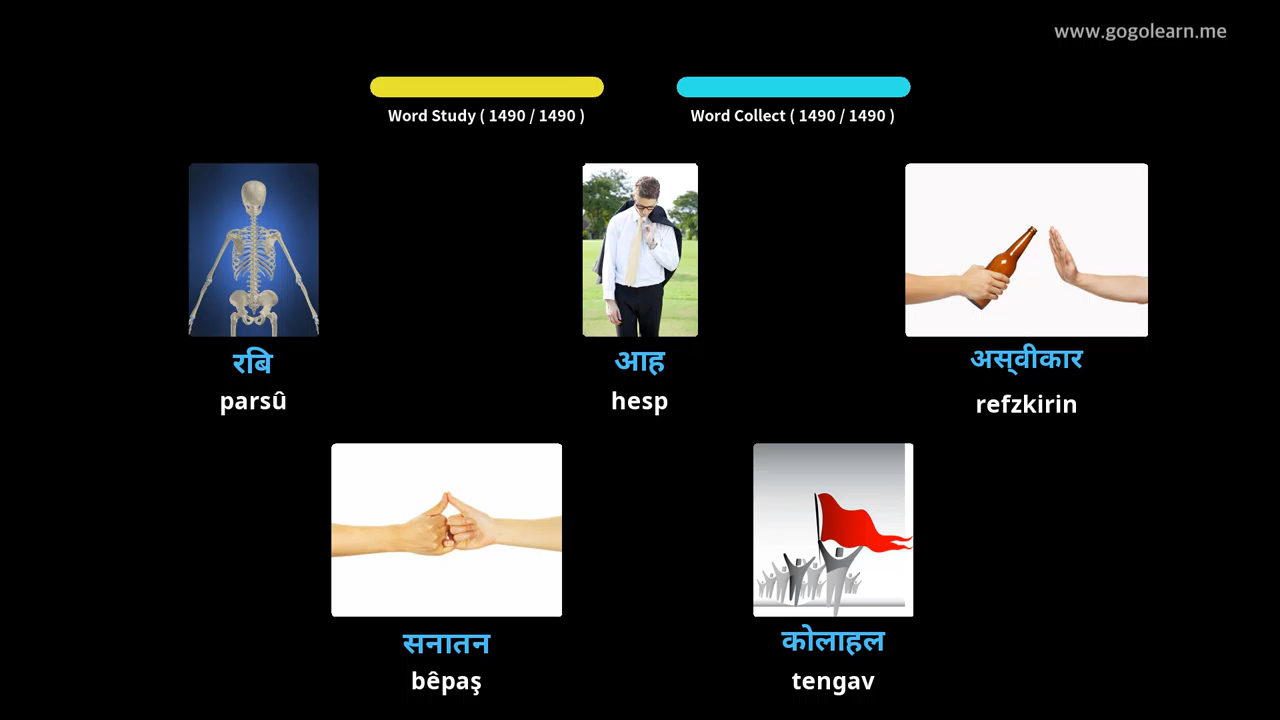 www.gogolearn.me
Word Study ( 1490 / 1490 )
Word Collect ( 1490 / 1490 )
रबि
parsû
आह
hesp
अस्‌वीकार
refzkirin
सनातन
bêpaş
कोलाहल
tengav